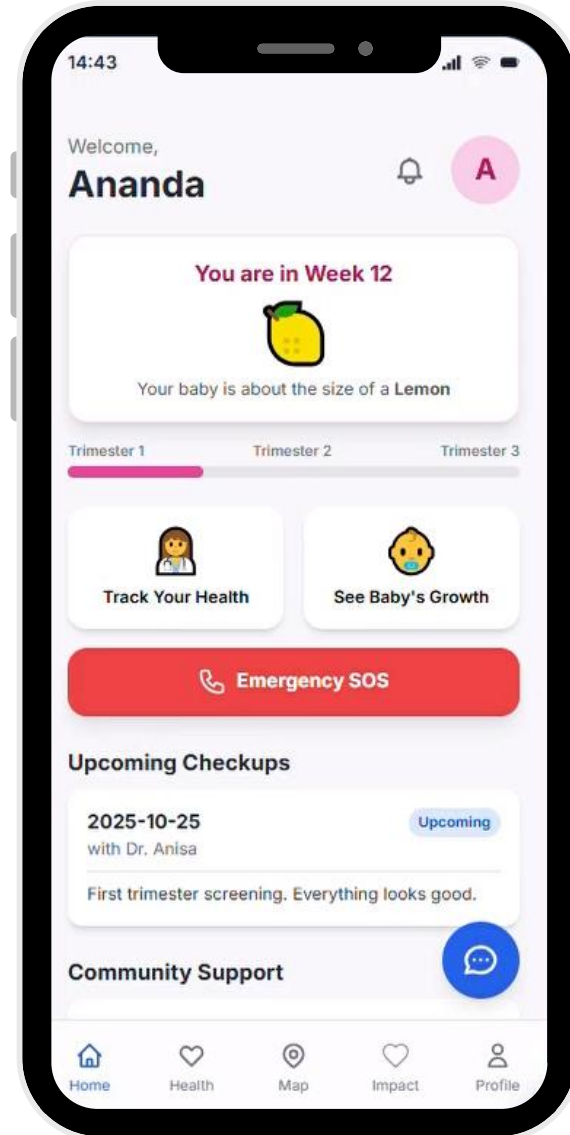 14:43
Welcome,
Ananda
A
You are in Week 12
Your baby is about the size of a Lemon
Trimester 1 Trimester 2 Trimester 3
Track Your Health
See Baby's Growth
Emergency SOS
Upcoming Checkups
2025-10-25
Upcoming
with Dr. Anisa
First trimester screening. Everything looks good.
Community Support
Home Health Map Impact Profile